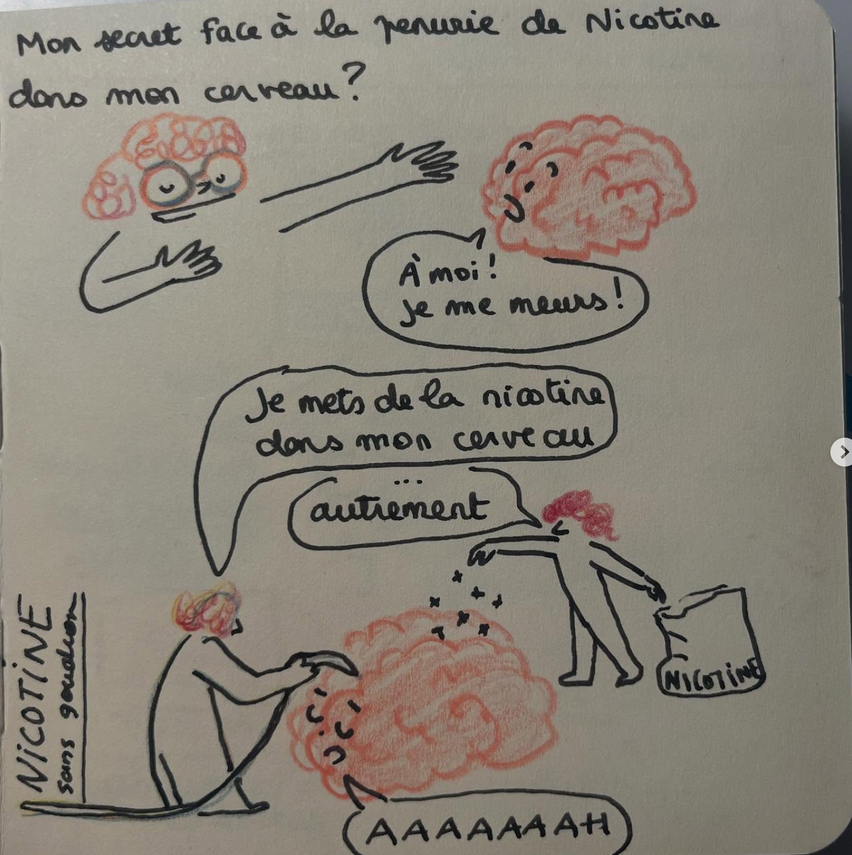 Mon secret face à la penurie de Nicotine
dans mon cerveau?
À moi!
Je me meurs!
Je mets de la nicotine
dans mon cerveau
...
autrement
NICOTINE
sans goudron
NICOTINE
AAAAAAAH